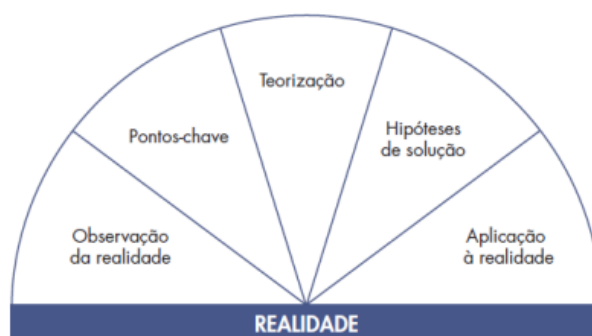 Observação
da realidade
Pontos-chave
Teorização
Hipóteses
de solução
Aplicação
à realidade
REALIDADE